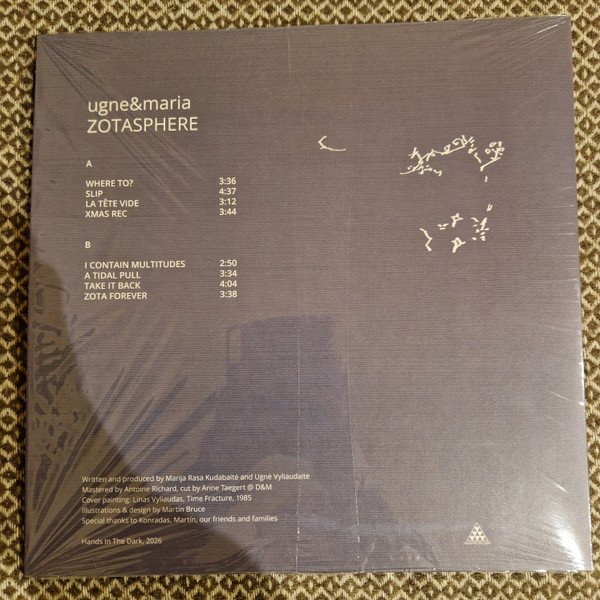 ugne&maria
ZOTASPHERE
A
WHERE TO? 3:36
SLIP 4:37
LA TÊTE VIDE 3:12
XMAS REC 3:44
B
I CONTAIN MULTITUDES 2:50
A TIDAL PULL 3:34
TAKE IT BACK 4:04
ZOTA FOREVER 3:38
Written and produced by Marija Rasa Kudabaitė and Ugnė Vyliaudaitė
Mastered by Antoine Richard, cut by Anne Taegert @ D&M
Cover painting: Linas Vyliaudas, Time Fracture, 1985
Illustrations & design by Martin Bruce
Special thanks to Konradas, Martin, our friends and families
Hands In The Dark, 2026